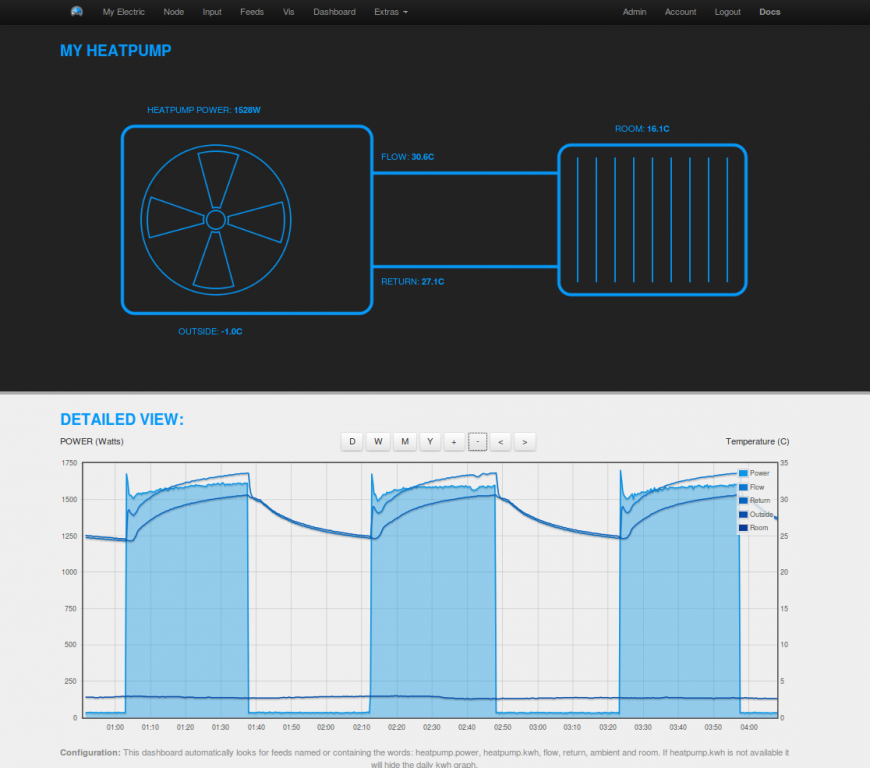 My Electric Node Input Feeds Vis Dashboard Extras Admin Account Logout Docs
MY HEATPUMP
HEATPUMP POWER: 1528W
ROOM: 16.1C
FLOW: 30.6C
RETURN: 27.1C
OUTSIDE: -1.0C
DETAILED VIEW:
POWER (Watts) D W M Y + - < > Temperature (C)
1750 35
Power
Flow
1500 Return 30
Outside
Room
1250 25
1000 20
750 15
500 10
250 5
0 0
01:00 01:10 01:20 01:30 01:40 01:50 02:00 02:10 02:20 02:30 02:40 02:50 03:00 03:10 03:20 03:30 03:40 03:50 04:00
Configuration: This dashboard automatically looks for feeds named or containing the words: heatpump.power, heatpump.kwh, flow, return, ambient and room. If heatpump.kwh is not available it
will hide the daily kwh graph.